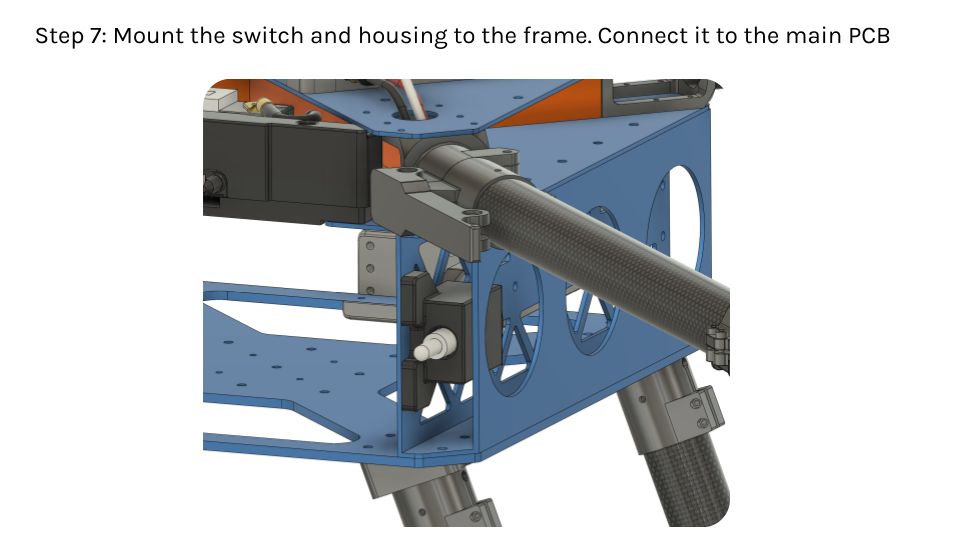 Step 7: Mount the switch and housing to the frame. Connect it to the main PCB